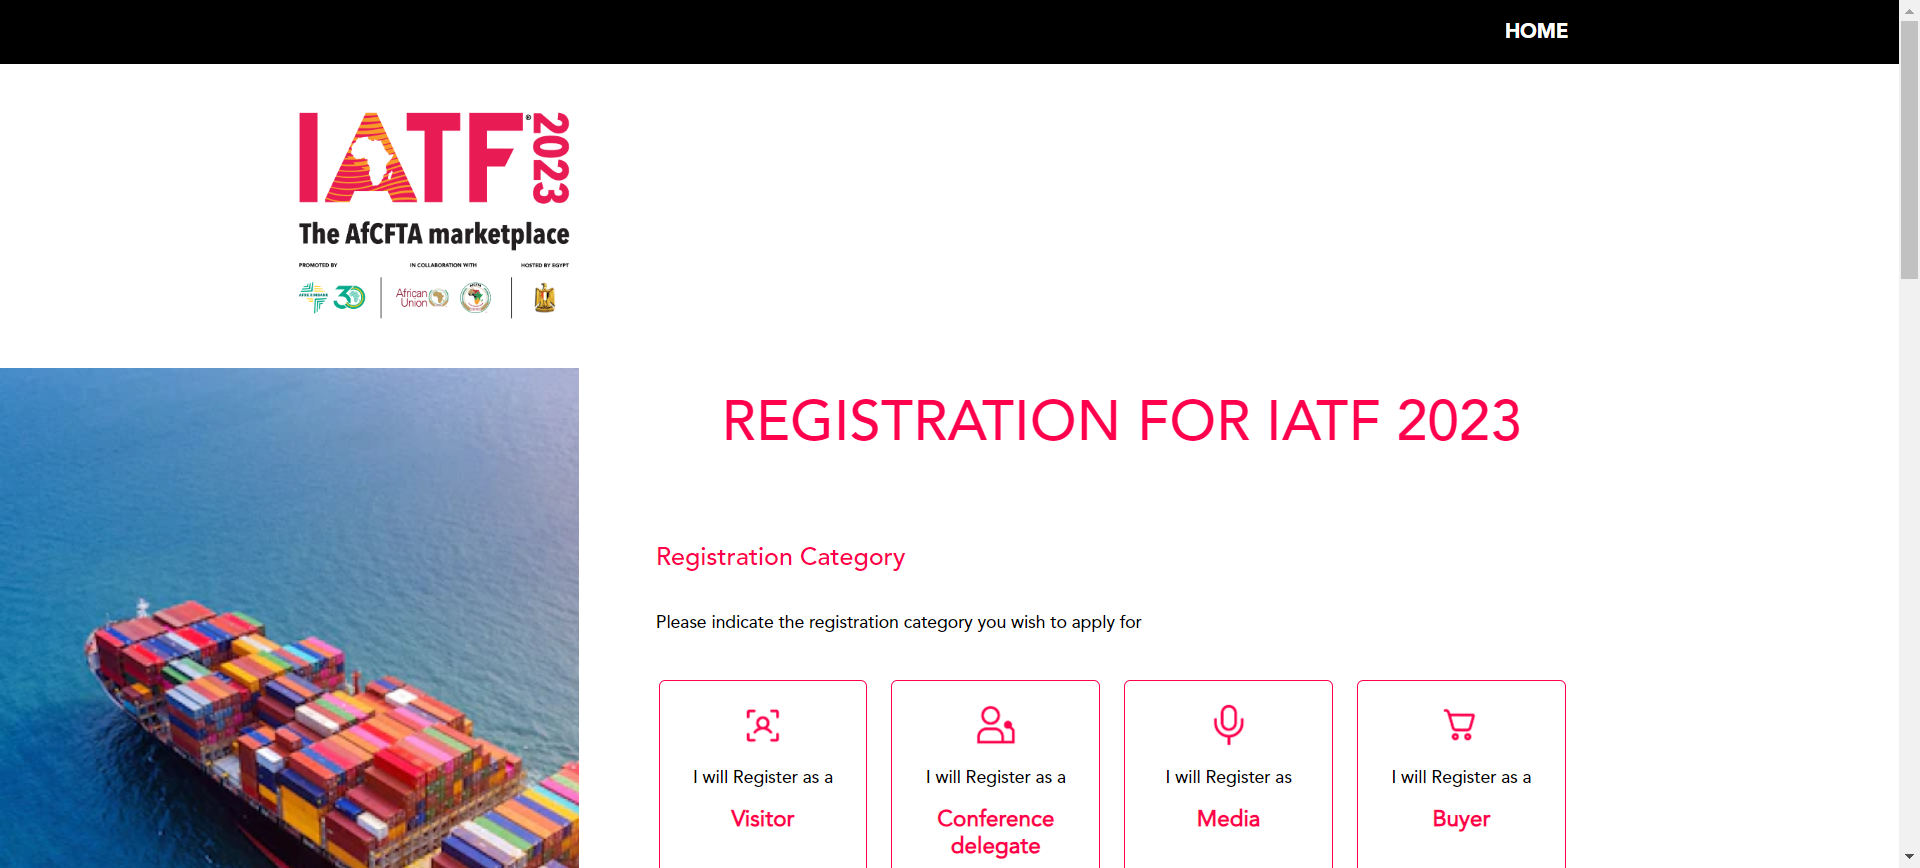 HOME
IATF® 2023
The AfCFTA marketplace
PROMOTED BY
IN COLLABORATION WITH
HOSTED BY EGYPT
30
African
Union
REGISTRATION FOR IATF 2023
Registration Category
Please indicate the registration category you wish to apply for
I will Register as a
Visitor
I will Register as a
Conference
delegate
I will Register as
Media
I will Register as a
Buyer